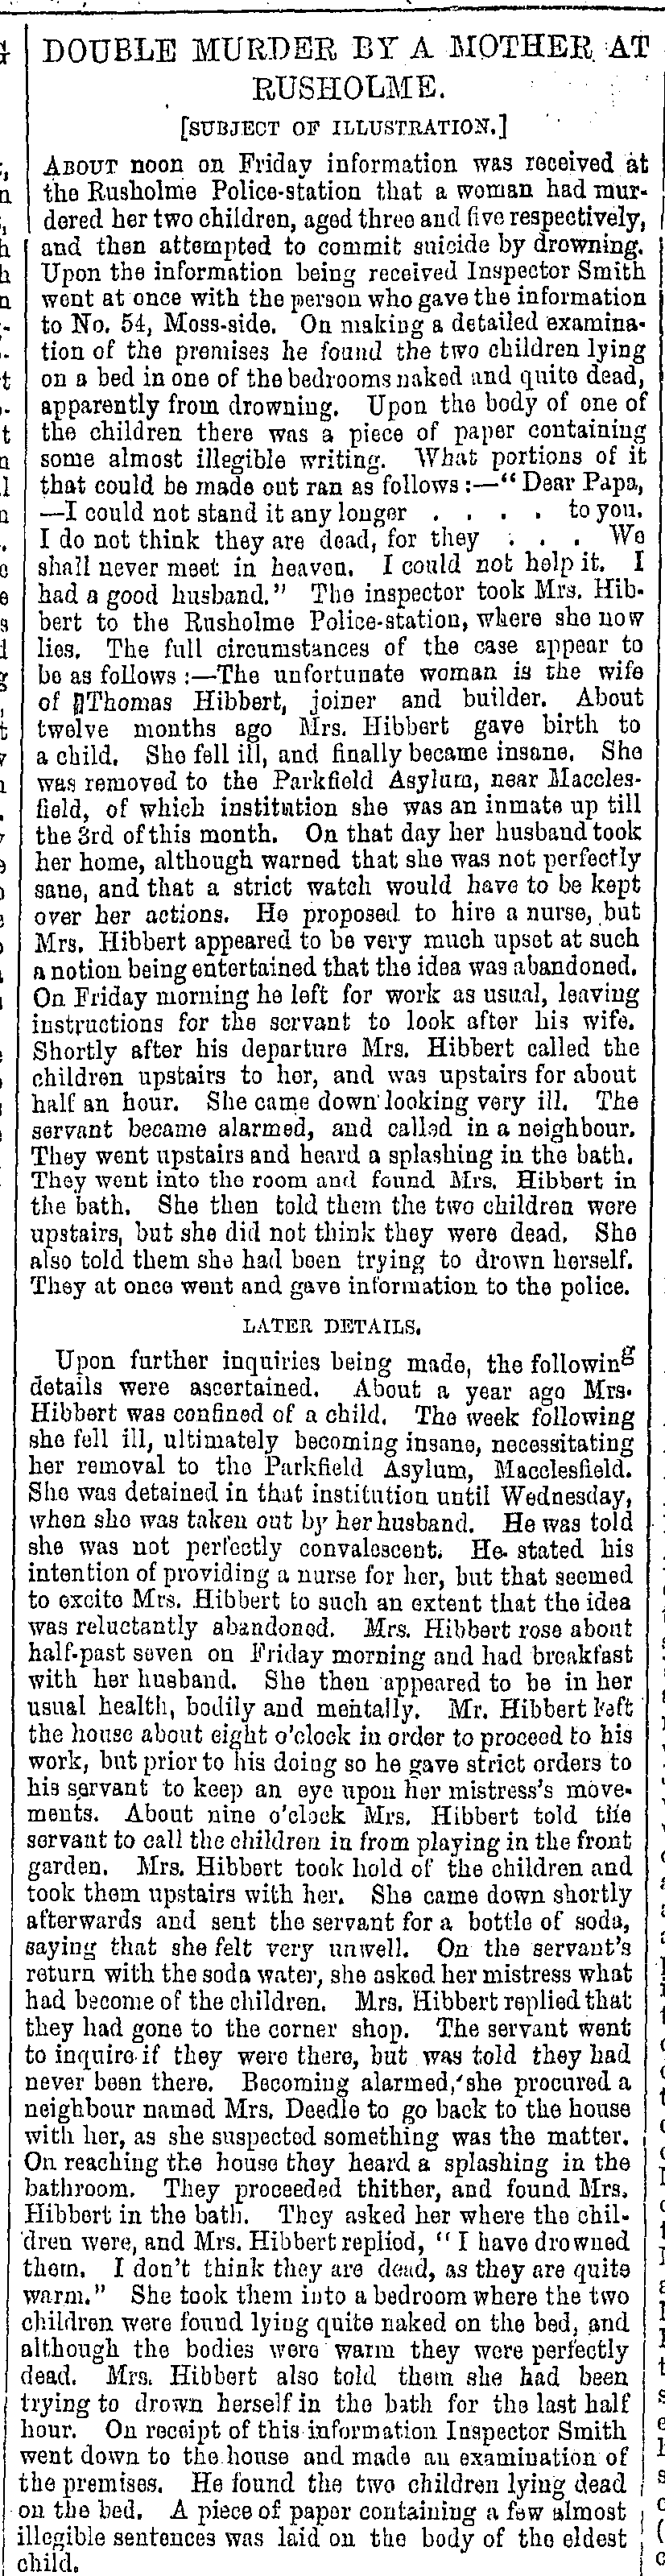 DOUBLE MURDER BY A MOTHER AT
RUSHOLME.
[SUBJECT OF ILLUSTRATION.]
ABOUT noon on Friday information was received at
the Rusholme Police-station that a woman had mur-
dered her two children, aged three and five respectively,
and then attempted to commit suicide by drowning.
Upon the information being received Inspector Smith
went at once with the person who gave the information
to No. 54, Moss-side. On making a detailed examina-
tion of the premises he found the two children lying
on a bed in one of the bedrooms naked and quite dead,
apparently from drowning. Upon the body of one of
the children there was a piece of paper containing
some almost illegible writing. What portions of it
that could be made out ran as follows:—"Dear Papa,
—I could not stand it any longer . . . . to you.
I do not think they are dead, for they . . . We
shall never meet in heaven. I could not help it. I
had a good husband." The inspector took Mrs. Hib-
bert to the Rusholme Police-station, where she now
lies. The full circumstances of the case appear to
be as follows:—The unfortunate woman is the wife
of Thomas Hibbert, joiner and builder. About
twelve months ago Mrs. Hibbert gave birth to
a child. She fell ill, and finally became insane. She
was removed to the Parkfield Asylum, near Maccles-
field, of which institution she was an inmate up till
the 3rd of this month. On that day her husband took
her home, although warned that she was not perfectly
sane, and that a strict watch would have to be kept
over her actions. He proposed to hire a nurse, but
Mrs. Hibbert appeared to be very much upset at such
a notion being entertained that the idea was abandoned.
On Friday morning he left for work as usual, leaving
instructions for the servant to look after his wife.
Shortly after his departure Mrs. Hibbert called the
children upstairs to her, and was upstairs for about
half an hour. She came down looking very ill. The
servant became alarmed, and called in a neighbour.
They went upstairs and heard a splashing in the bath.
They went into the room and found Mrs. Hibbert in
the bath. She then told them the two children were
upstairs, but she did not think they were dead. She
also told them she had been trying to drown herself.
They at once went and gave information to the police.
LATER DETAILS.
Upon further inquiries being made, the following
details were ascertained. About a year ago Mrs.
Hibbert was confined of a child. The week following
she fell ill, ultimately becoming insane, necessitating
her removal to the Parkfield Asylum, Macclesfield.
She was detained in that institution until Wednesday,
when she was taken out by her husband. He was told
she was not perfectly convalescent. He stated his
intention of providing a nurse for her, but that seemed
to excite Mrs. Hibbert to such an extent that the idea
was reluctantly abandoned. Mrs. Hibbert rose about
half-past seven on Friday morning and had breakfast
with her husband. She then appeared to be in her
usual health, bodily and mentally. Mr. Hibbert left
the house about eight o'clock in order to proceed to his
work, but prior to his doing so he gave strict orders to
his servant to keep an eye upon her mistress's move-
ments. About nine o'clock Mrs. Hibbert told the
servant to call the children in from playing in the front
garden. Mrs. Hibbert took hold of the children and
took them upstairs with her. She came down shortly
afterwards and sent the servant for a bottle of soda,
saying that she felt very unwell. On the servant's
return with the soda water, she asked her mistress what
had become of the children. Mrs. Hibbert replied that
they had gone to the corner shop. The servant went
to inquire if they were there, but was told they had
never been there. Becoming alarmed, she procured a
neighbour named Mrs. Deedle to go back to the house
with her, as she suspected something was the matter.
On reaching the house they heard a splashing in the
bathroom. They proceeded thither, and found Mrs.
Hibbert in the bath. They asked her where the chil-
dren were, and Mrs. Hibbert replied, "I have drowned
them. I don't think they are dead, as they are quite
warm." She took them into a bedroom where the two
children were found lying quite naked on the bed, and
although the bodies were warm they were perfectly
dead. Mrs. Hibbert also told them she had been
trying to drown herself in the bath for the last half
hour. On receipt of this information Inspector Smith
went down to the house and made an examination of
the premises. He found the two children lying dead
on the bed. A piece of paper containing a few almost
illegible sentences was laid on the body of the eldest
child.